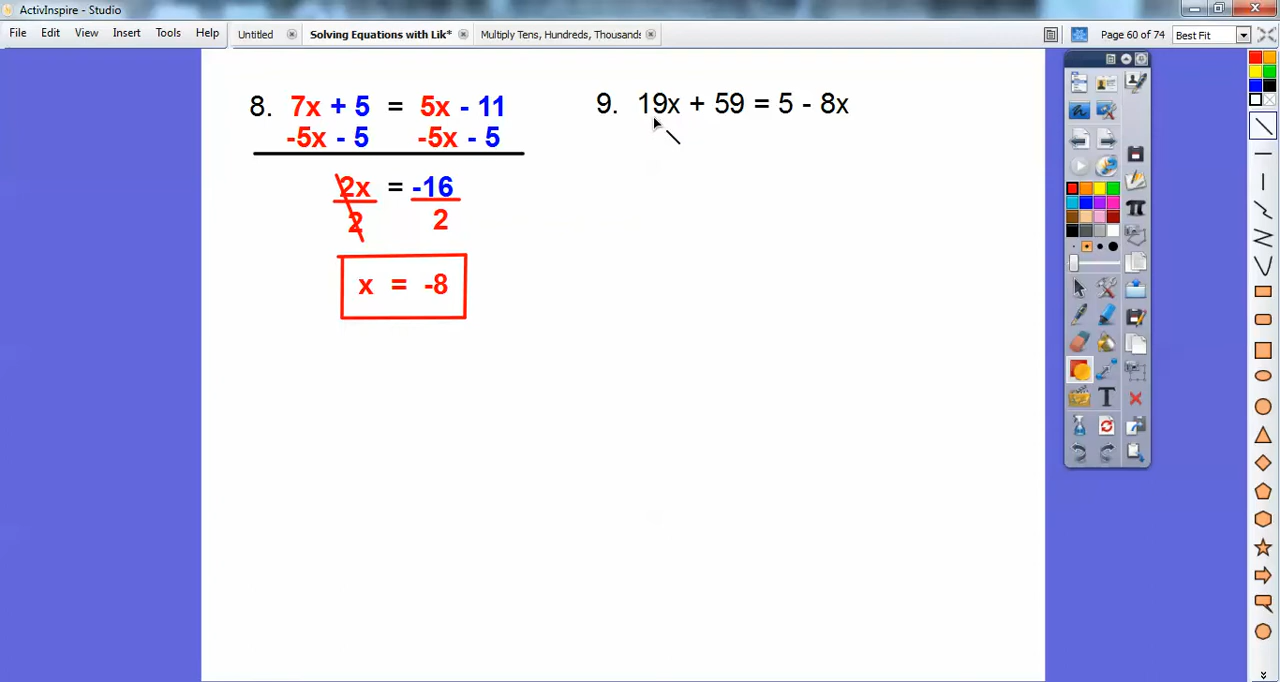 ActivInspire - Studio
File Edit View Insert Tools Help
Untitled Solving Equations with Lik* Multiply Tens, Hundreds, Thousands Page 60 of 74 Best Fit
8. 7x + 5 = 5x - 11
-5x - 5 -5x - 5
2x = -16
2 2
x = -8
9. 19x + 59 = 5 - 8x